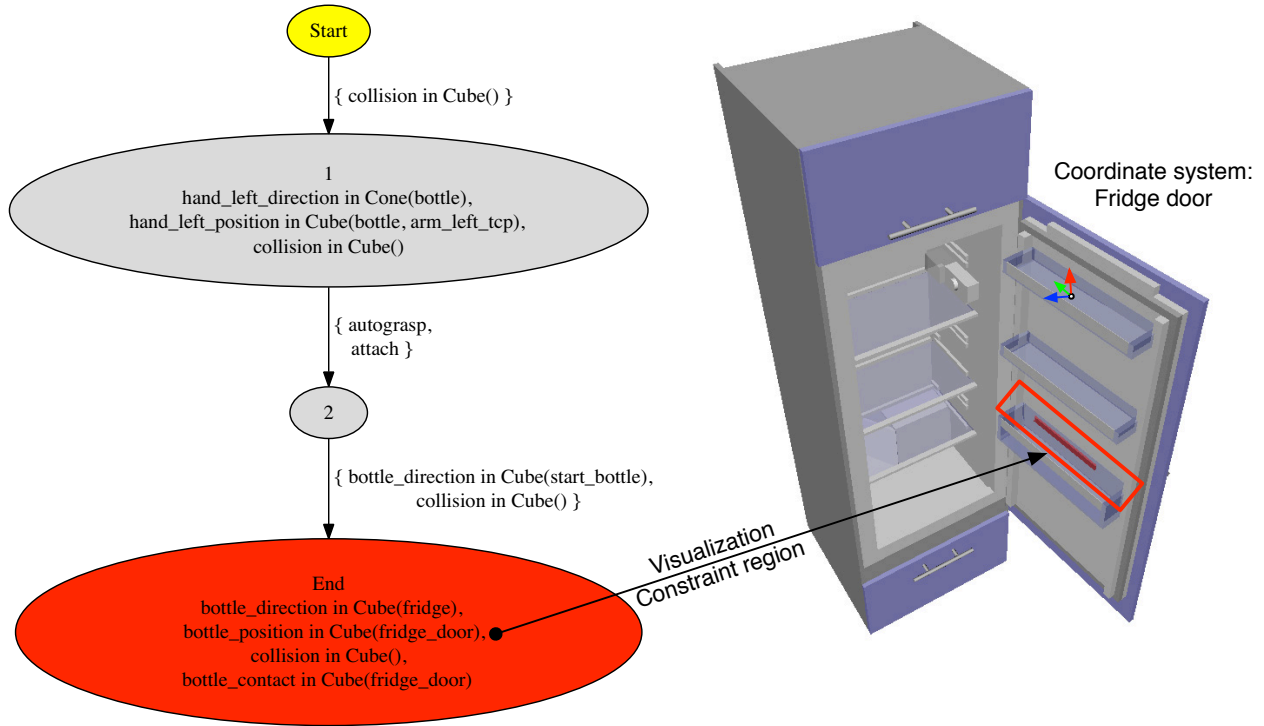 Start
{ collision in Cube() }
1
hand_left_direction in Cone(bottle),
hand_left_position in Cube(bottle, arm_left_tcp),
collision in Cube()
{ autograsp,
attach }
2
{ bottle_direction in Cube(start_bottle),
collision in Cube() }
End
bottle_direction in Cube(fridge),
bottle_position in Cube(fridge_door),
collision in Cube(),
bottle_contact in Cube(fridge_door)
Visualization
Constraint region
Coordinate system:
Fridge door